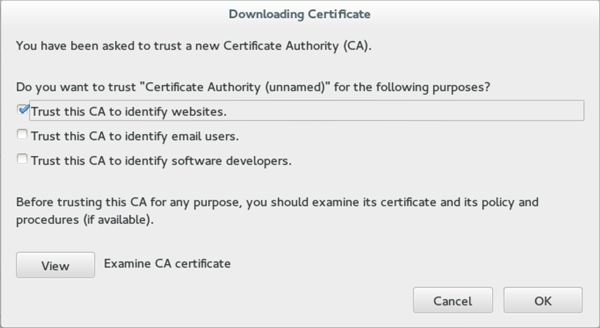 Downloading Certificate
You have been asked to trust a new Certificate Authority (CA).
Do you want to trust "Certificate Authority (unnamed)" for the following purposes?
Trust this CA to identify websites.
Trust this CA to identify email users.
Trust this CA to identify software developers.
Before trusting this CA for any purpose, you should examine its certificate and its policy and
procedures (if available).
View Examine CA certificate
Cancel OK